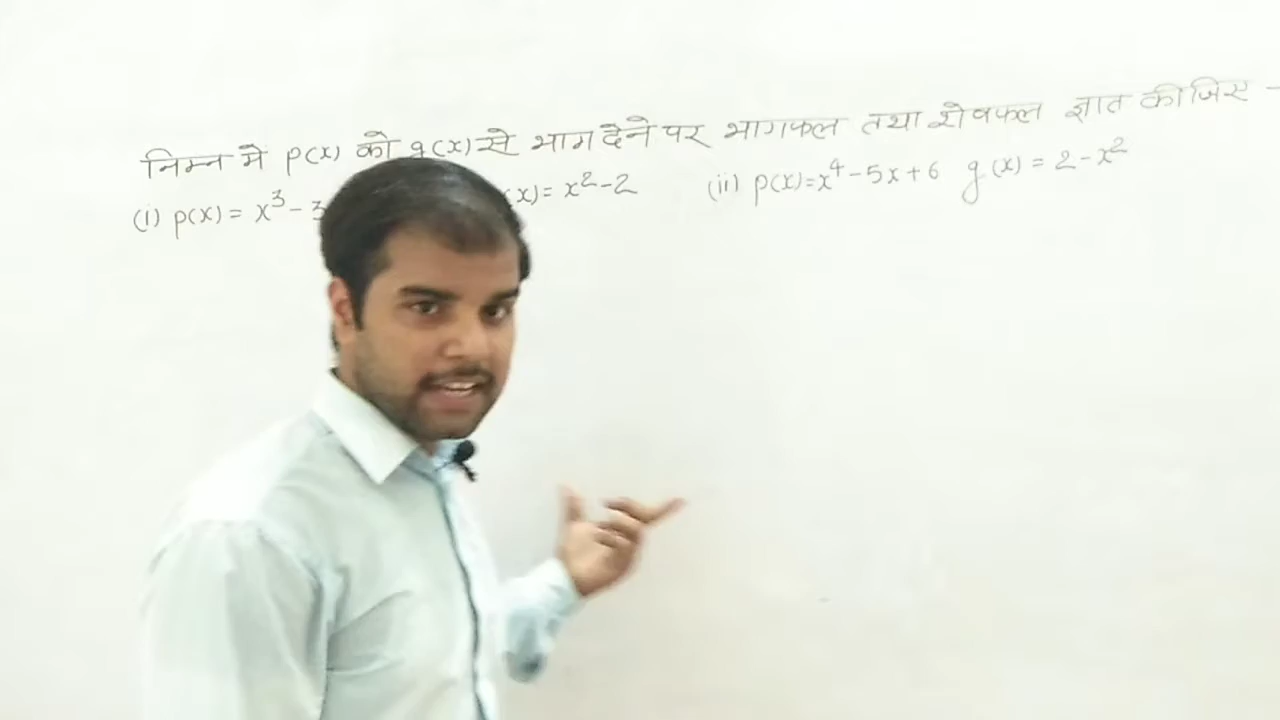 निम्न मे p(x) को g(x) से भाग देने पर भागफल तथा शेषफल ज्ञात कीजिए -
(i) p(x) = x³ - 3 (x) = x² - 2 (ii) p(x) = x⁴ - 5x + 6 g(x) = 2 - x²